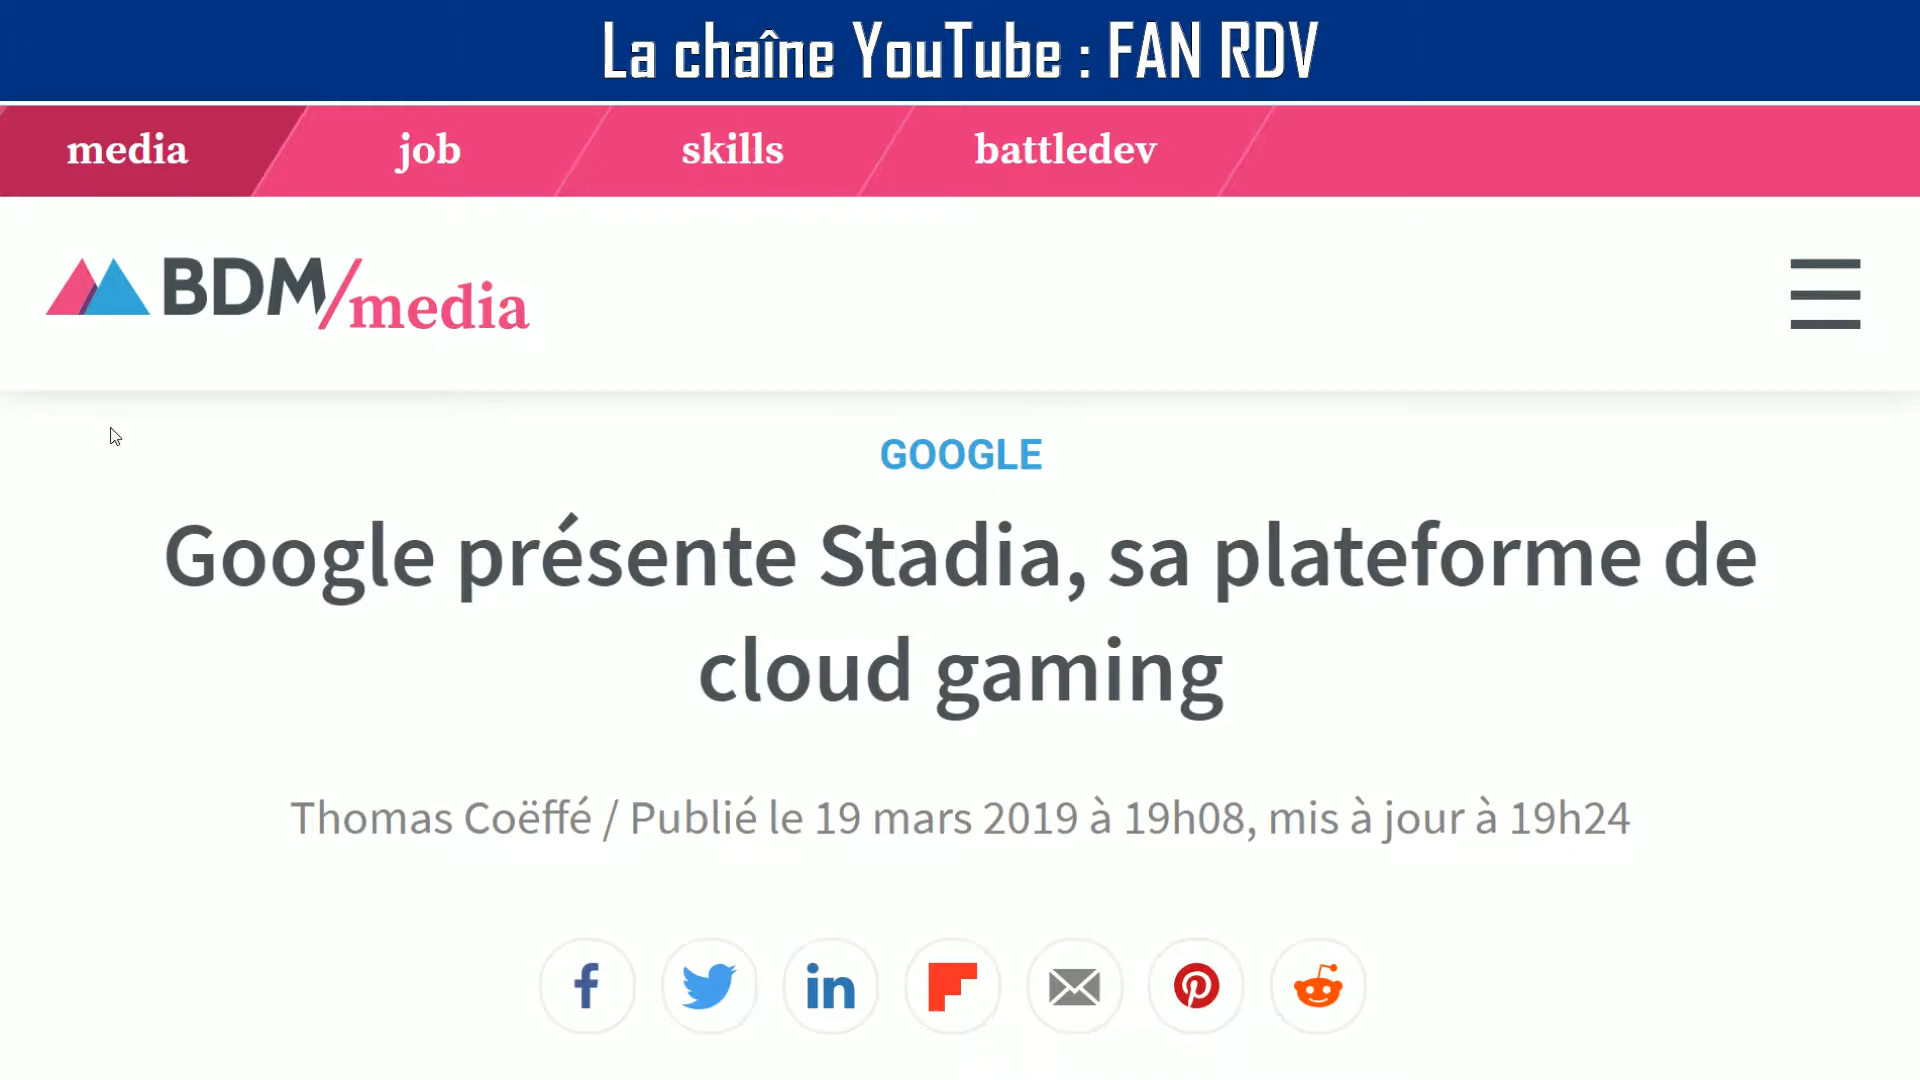 La chaîne YouTube : FAN RDV
media job skills battledev
BDM/media
GOOGLE
Google présente Stadia, sa plateforme de
cloud gaming
Thomas Coëffé / Publié le 19 mars 2019 à 19h08, mis à jour à 19h24